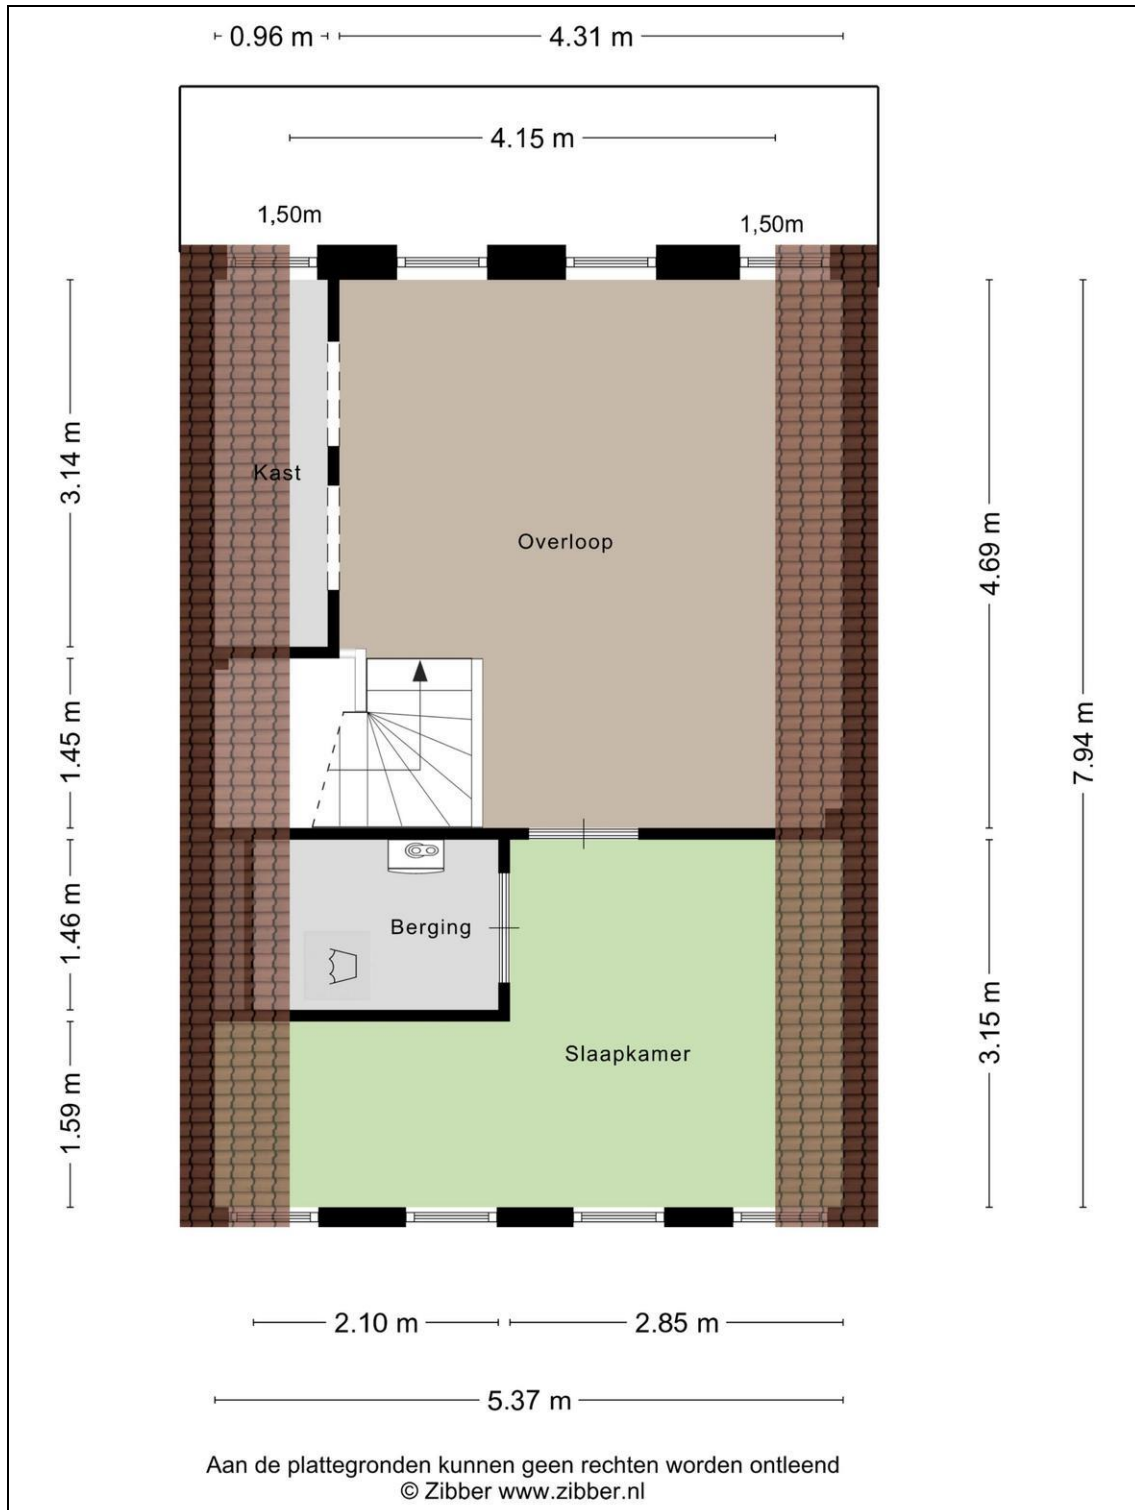 0.96 m
4.31 m
4.15 m
1,50m
1,50m
3.14 m
Kast
Overloop
4.69 m
1.45 m
7.94 m
1.46 m
Berging
3.15 m
Slaapkamer
1.59 m
2.10 m
2.85 m
5.37 m
Aan de plattegronden kunnen geen rechten worden ontleend
© Zibber www.zibber.nl